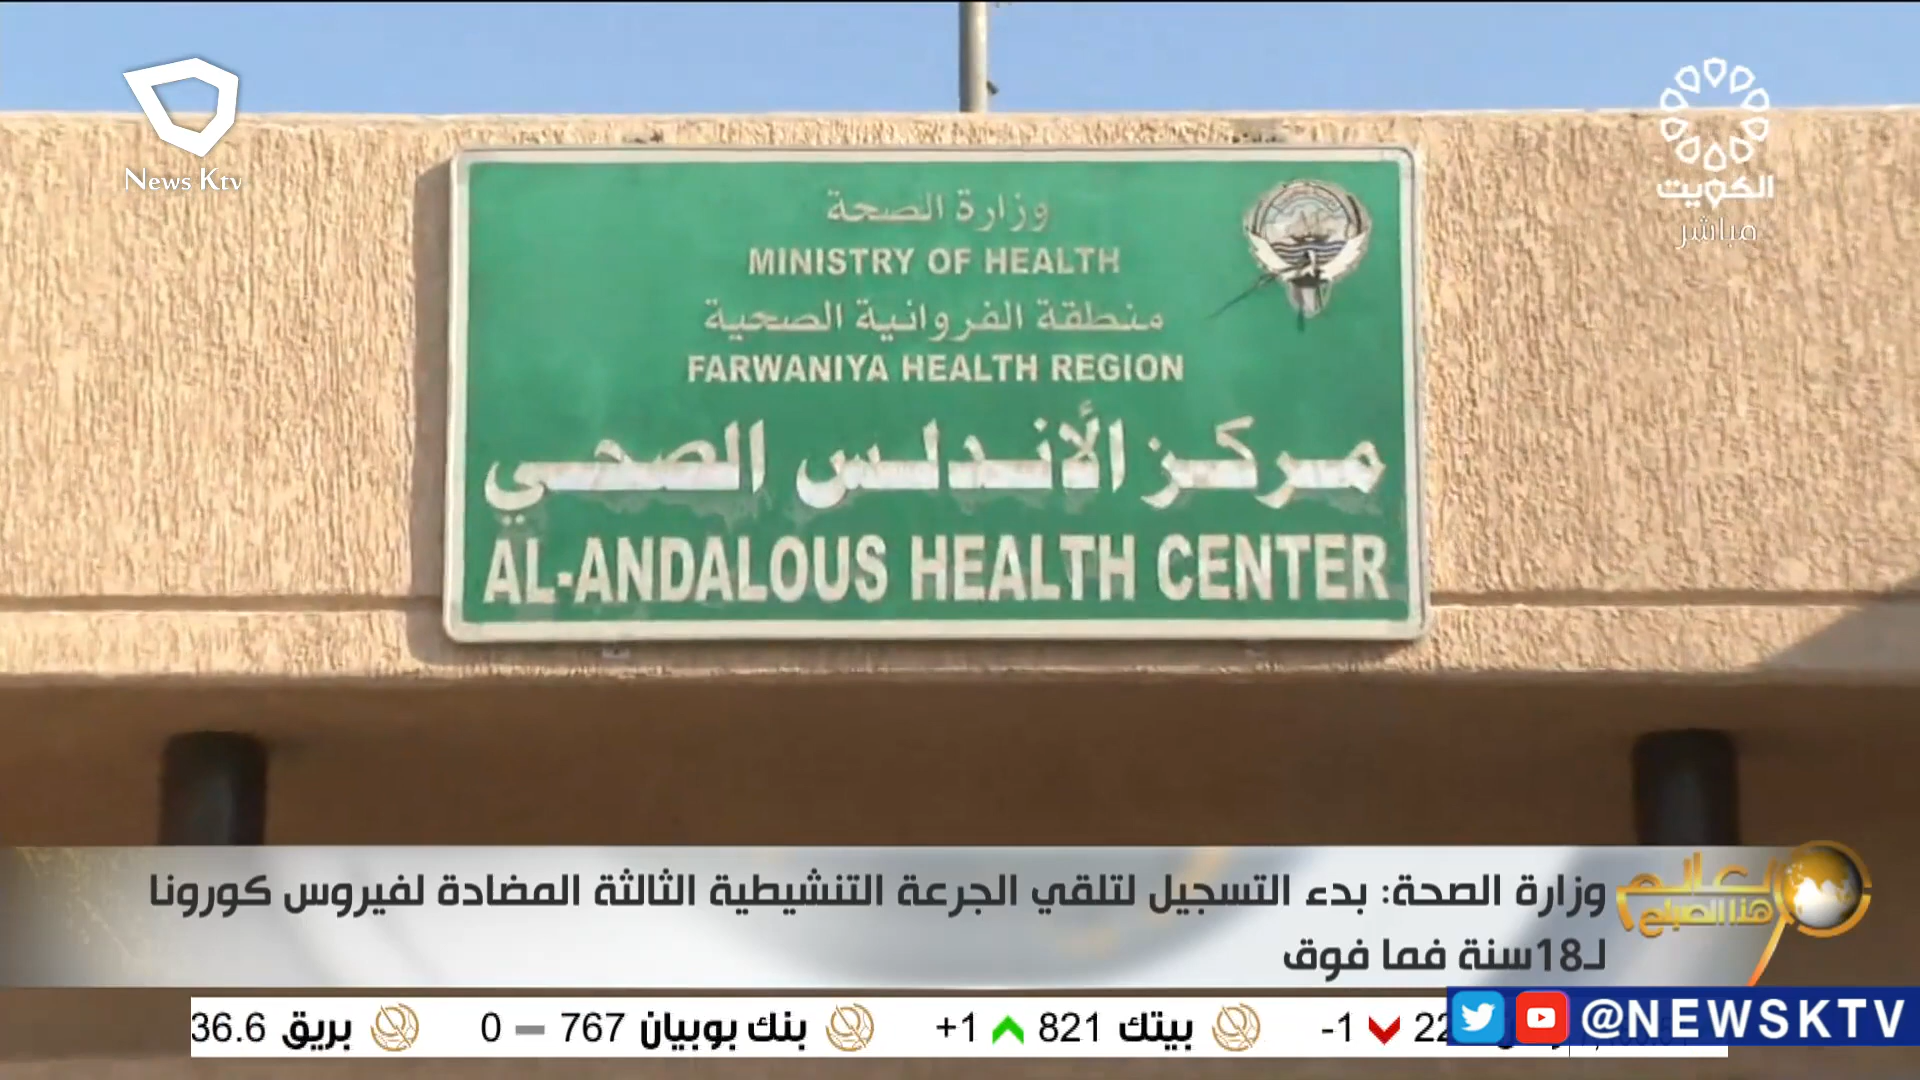 News Ktv
الكويت
مباشر
وزارة الصحة
MINISTRY OF HEALTH
منطقة الفروانية الصحية
FARWANIYA HEALTH REGION
مركز الأندلس الصحي
AL-ANDALOUS HEALTH CENTER
عالم
هذا الصباح
وزارة الصحة: بدء التسجيل لتلقي الجرعة التنشيطية الثالثة المضادة لفيروس كورونا
لـ18سنة فما فوق
-1 بيتك 821 +1 بنك بوبيان 767 0 بريق 36.6
@NEWSKTV